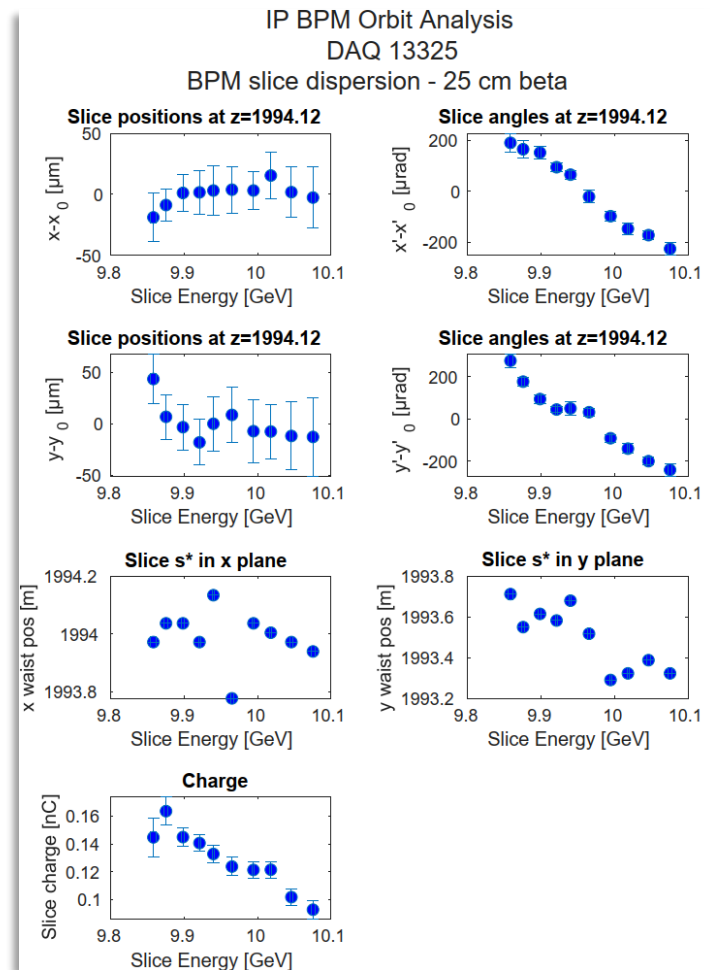 IP BPM Orbit Analysis
DAQ 13325
BPM slice dispersion - 25 cm beta
Slice positions at z=1994.12
50
0
-50
x-x 0 [µm]
9.8 9.9 10 10.1
Slice Energy [GeV]
Slice angles at z=1994.12
200
0
-200
x'-x' 0 [µrad]
9.8 9.9 10 10.1
Slice Energy [GeV]
Slice positions at z=1994.12
50
0
-50
y-y 0 [µm]
9.8 9.9 10 10.1
Slice Energy [GeV]
Slice angles at z=1994.12
200
0
-200
y'-y' 0 [µrad]
9.8 9.9 10 10.1
Slice Energy [GeV]
Slice s* in x plane
1994.2
1994
1993.8
x waist pos [m]
9.8 9.9 10 10.1
Slice Energy [GeV]
Slice s* in y plane
1993.8
1993.6
1993.4
1993.2
y waist pos [m]
9.8 9.9 10 10.1
Slice Energy [GeV]
Charge
0.16
0.14
0.12
0.1
Slice charge [nC]
9.8 9.9 10 10.1
Slice Energy [GeV]